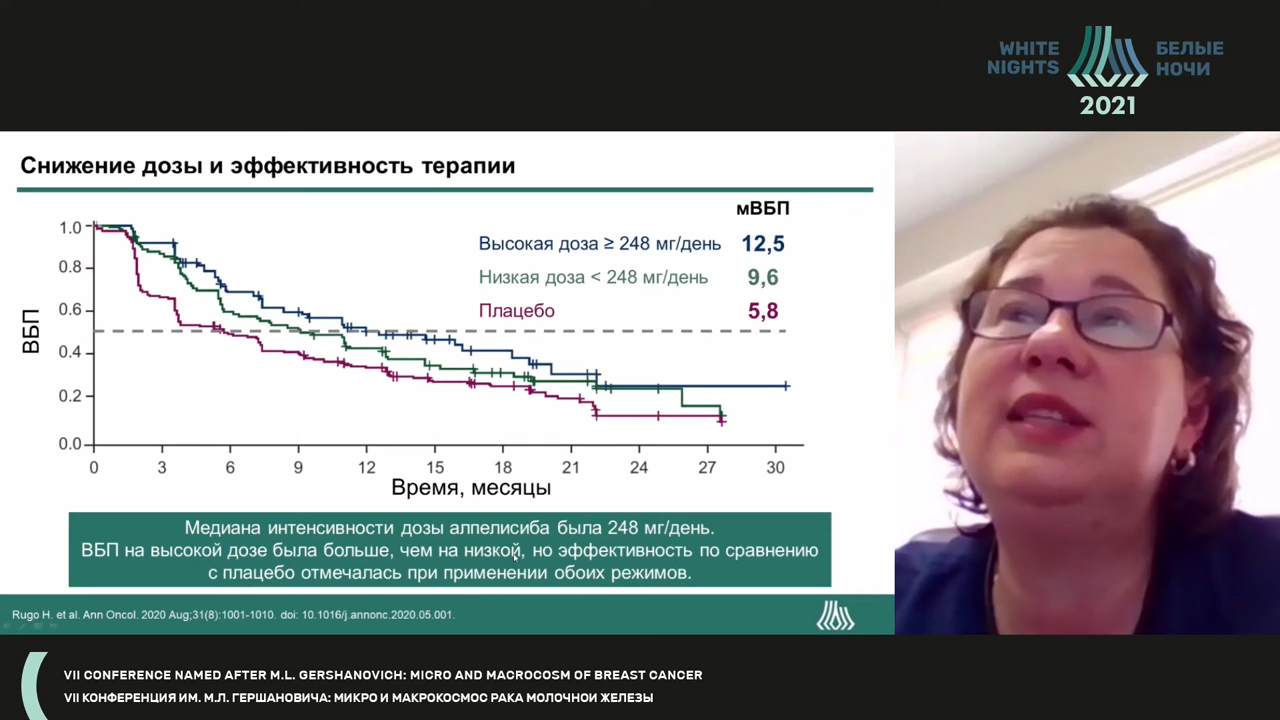 WHITE
NIGHTS
БЕЛЫЕ
НОЧИ
2021
Снижение дозы и эффективность терапии
мВБП
Высокая доза ≥ 248 мг/день 12,5
Низкая доза < 248 мг/день 9,6
Плацебо 5,8
ВБП
1.0
0.8
0.6
0.4
0.2
0.0
0 3 6 9 12 15 18 21 24 27 30
Время, месяцы
Медиана интенсивности дозы алпелисиба была 248 мг/день.
ВБП на высокой дозе была больше, чем на низкой, но эффективность по сравнению
с плацебо отмечалась при применении обоих режимов.
Rugo H. et al. Ann Oncol. 2020 Aug;31(8):1001-1010. doi: 10.1016/j.annonc.2020.05.001.
VII CONFERENCE NAMED AFTER M.L. GERSHANOVICH: MICRO AND MACROCOSM OF BREAST CANCER
VII КОНФЕРЕНЦИЯ ИМ. М.Л. ГЕРШАНОВИЧА: МИКРО И МАКРОКОСМОС РАКА МОЛОЧНОЙ ЖЕЛЕЗЫ